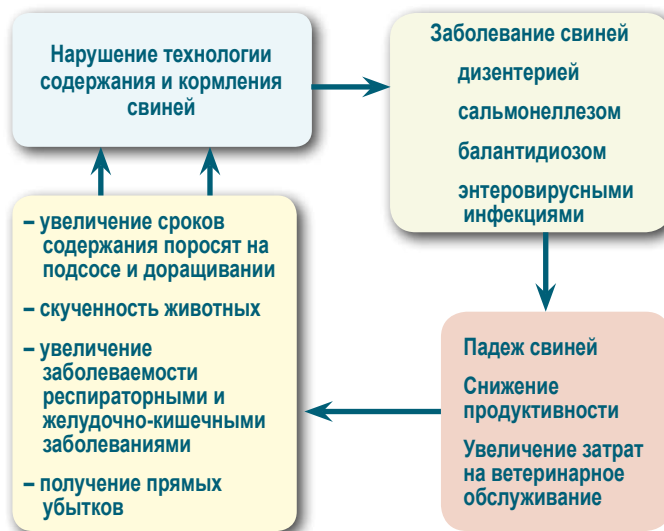 Нарушение технологии
содержания и кормления
свиней
Заболевание свиней
дизентерией
сальмонеллезом
балантидиозом
энтеровирусными
инфекциями
Падеж свиней
Снижение
продуктивности
Увеличение затрат
на ветеринарное
обслуживание
– увеличение сроков
содержания поросят на
подсосе и доращивании
– скученность животных
– увеличение
заболеваемости
респираторными и
желудочно-кишечными
заболеваниями
– получение прямых
убытков